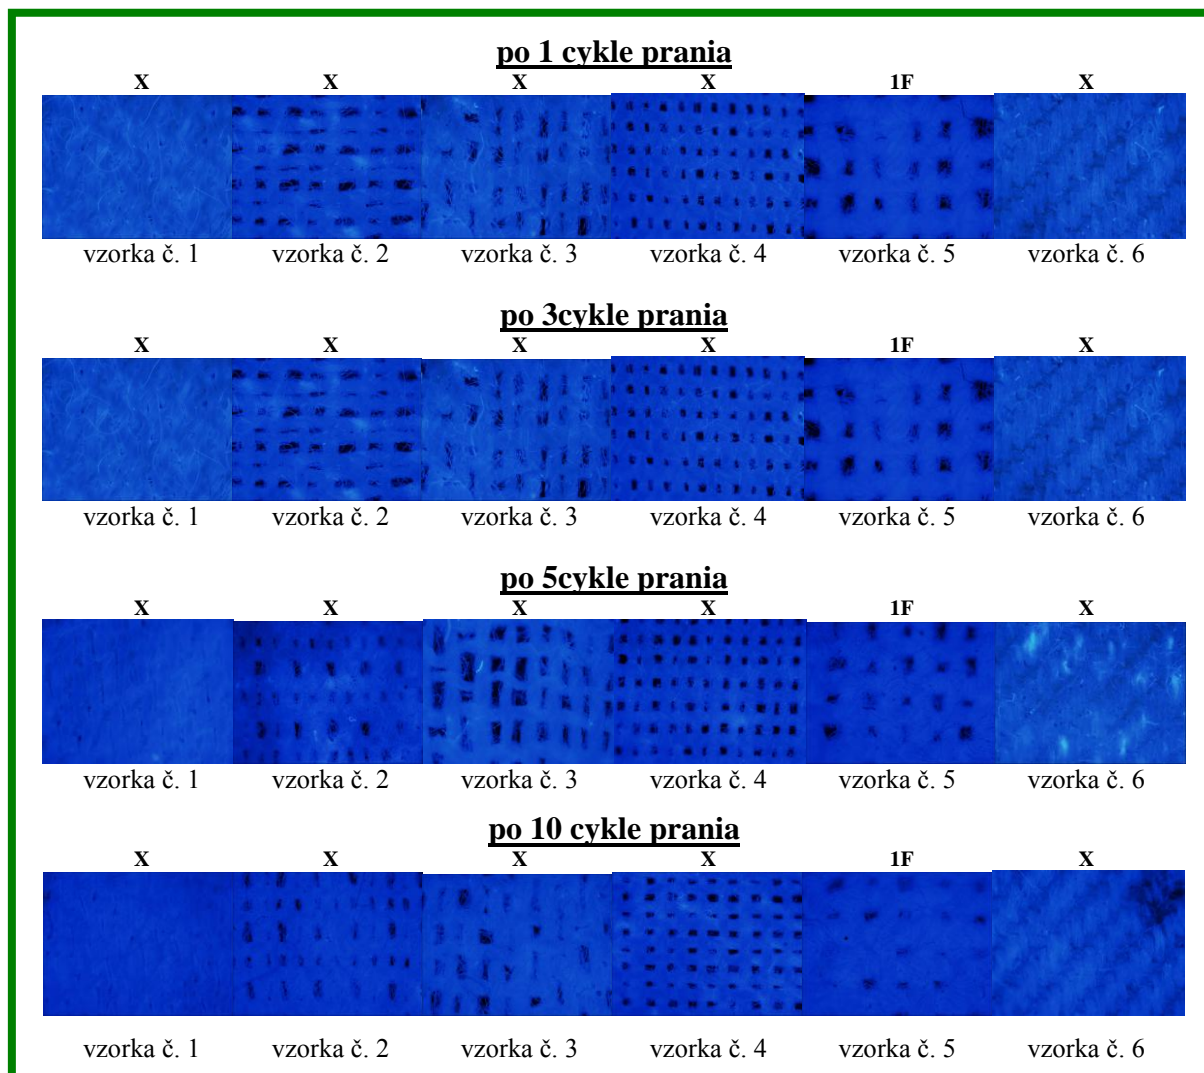 po 1 cykle prania
X X X X 1F X
vzorka č. 1 vzorka č. 2 vzorka č. 3 vzorka č. 4 vzorka č. 5 vzorka č. 6
po 3cykle prania
X X X X 1F X
vzorka č. 1 vzorka č. 2 vzorka č. 3 vzorka č. 4 vzorka č. 5 vzorka č. 6
po 5cykle prania
X X X X 1F X
vzorka č. 1 vzorka č. 2 vzorka č. 3 vzorka č. 4 vzorka č. 5 vzorka č. 6
po 10 cykle prania
X X X X 1F X
vzorka č. 1 vzorka č. 2 vzorka č. 3 vzorka č. 4 vzorka č. 5 vzorka č. 6